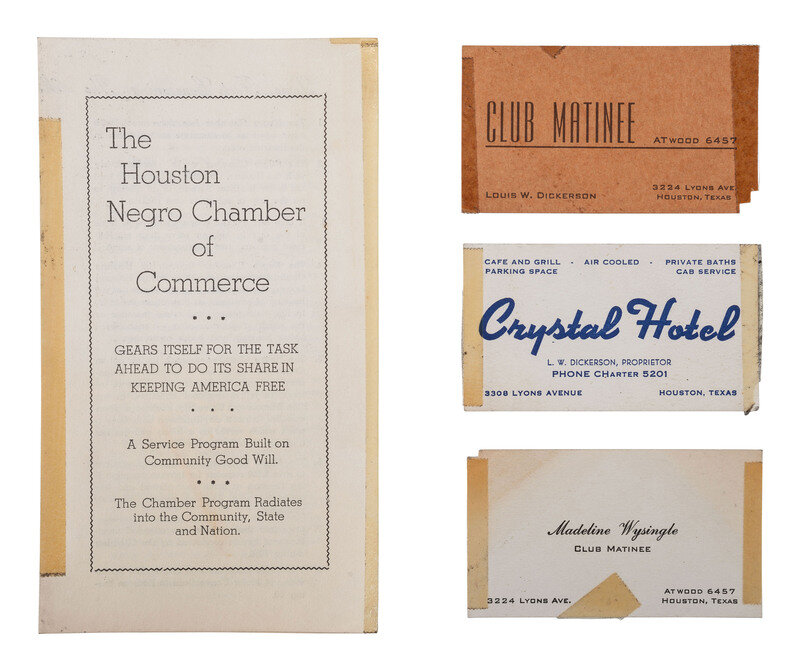 The
Houston
Negro Chamber
of
Commerce
• • •
GEARS ITSELF FOR THE TASK
AHEAD TO DO ITS SHARE IN
KEEPING AMERICA FREE
• • •
A Service Program Built on
Community Good Will.
• • •
The Chamber Program Radiates
into the Community, State
and Nation.
CLUB MATINEE ATWOOD 6457
LOUIS W. DICKERSON
3224 LYONS AVE
HOUSTON, TEXAS
CAFE AND GRILL - AIR COOLED - PRIVATE BATHS
PARKING SPACE CAB SERVICE
Crystal Hotel
L. W. DICKERSON, PROPRIETOR
PHONE CHarter 5201
3308 LYONS AVENUE HOUSTON, TEXAS
Madeline Wysingle
CLUB MATINEE
ATWOOD 6457
3224 LYONS AVE. HOUSTON, TEXAS